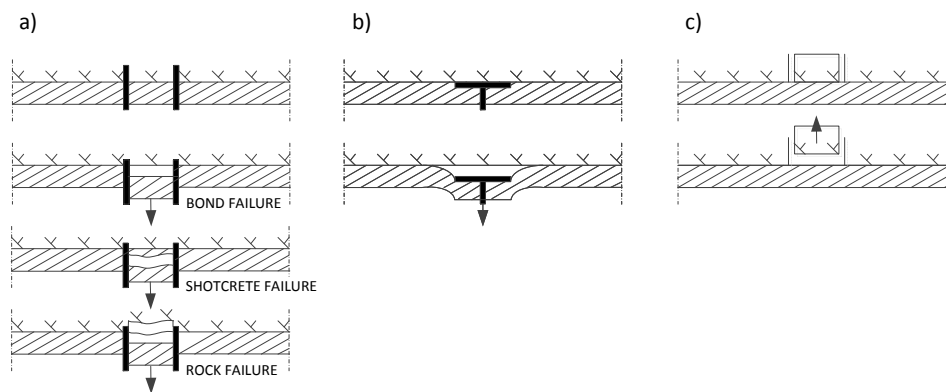 a)
b)
c)
BOND FAILURE
SHOTCRETE FAILURE
ROCK FAILURE